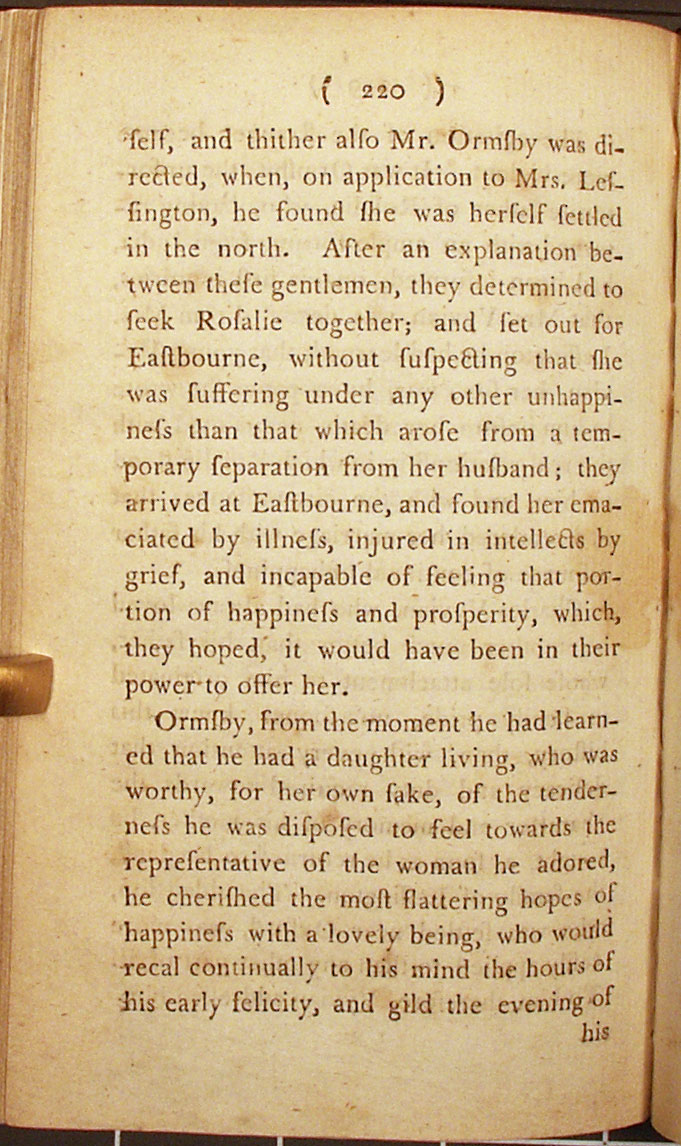 ( 220 )
ſelf, and thither alſo Mr. Ormſby was di-
rected, when, on application to Mrs. Leſ-
ſington, he found ſhe was herſelf ſettled
in the north. After an explanation be-
tween theſe gentlemen, they determined to
ſeek Roſalie together; and ſet out for
Eaſtbourne, without ſuſpecting that ſhe
was ſuffering under any other unhappi-
neſs than that which aroſe from a tem-
porary ſeparation from her huſband; they
arrived at Eaſtbourne, and found her ema-
ciated by illneſs, injured in intellects by
grief, and incapable of feeling that por-
tion of happineſs and proſperity, which,
they hoped, it would have been in their
power to offer her.
Ormſby, from the moment he had learn-
ed that he had a daughter living, who was
worthy, for her own ſake, of the tender-
neſs he was diſpoſed to feel towards the
repreſentative of the woman he adored,
he cheriſhed the moſt flattering hopes of
happineſs with a lovely being, who would
recal continually to his mind the hours of
his early felicity, and gild the evening of
his